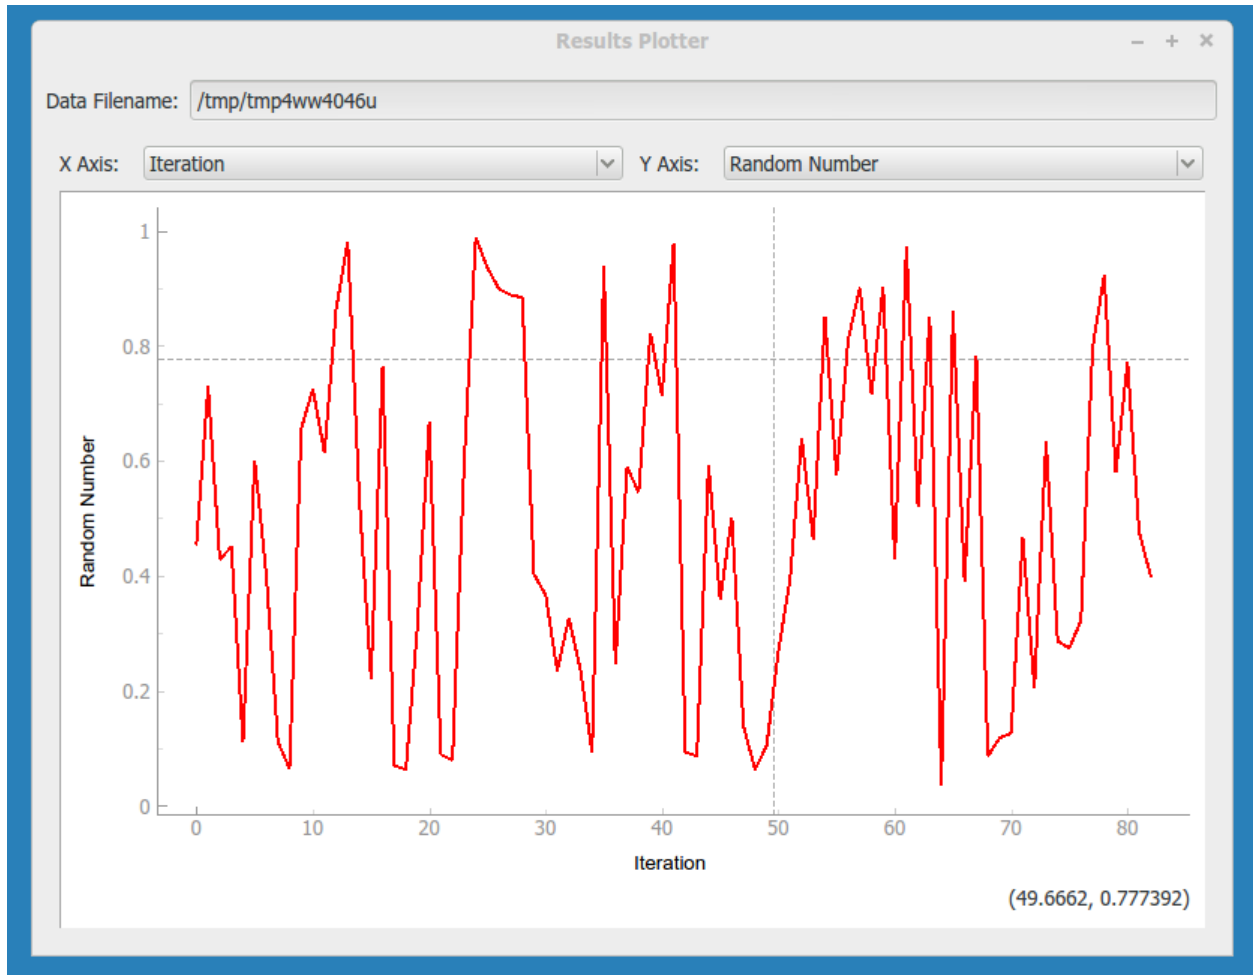 Results Plotter
Data Filename: /tmp/tmp4ww4046u
X Axis: Iteration Y Axis: Random Number
1
0.8
0.6
0.4
0.2
0
Random Number
0 10 20 30 40 50 60 70 80
Iteration
(49.6662, 0.777392)